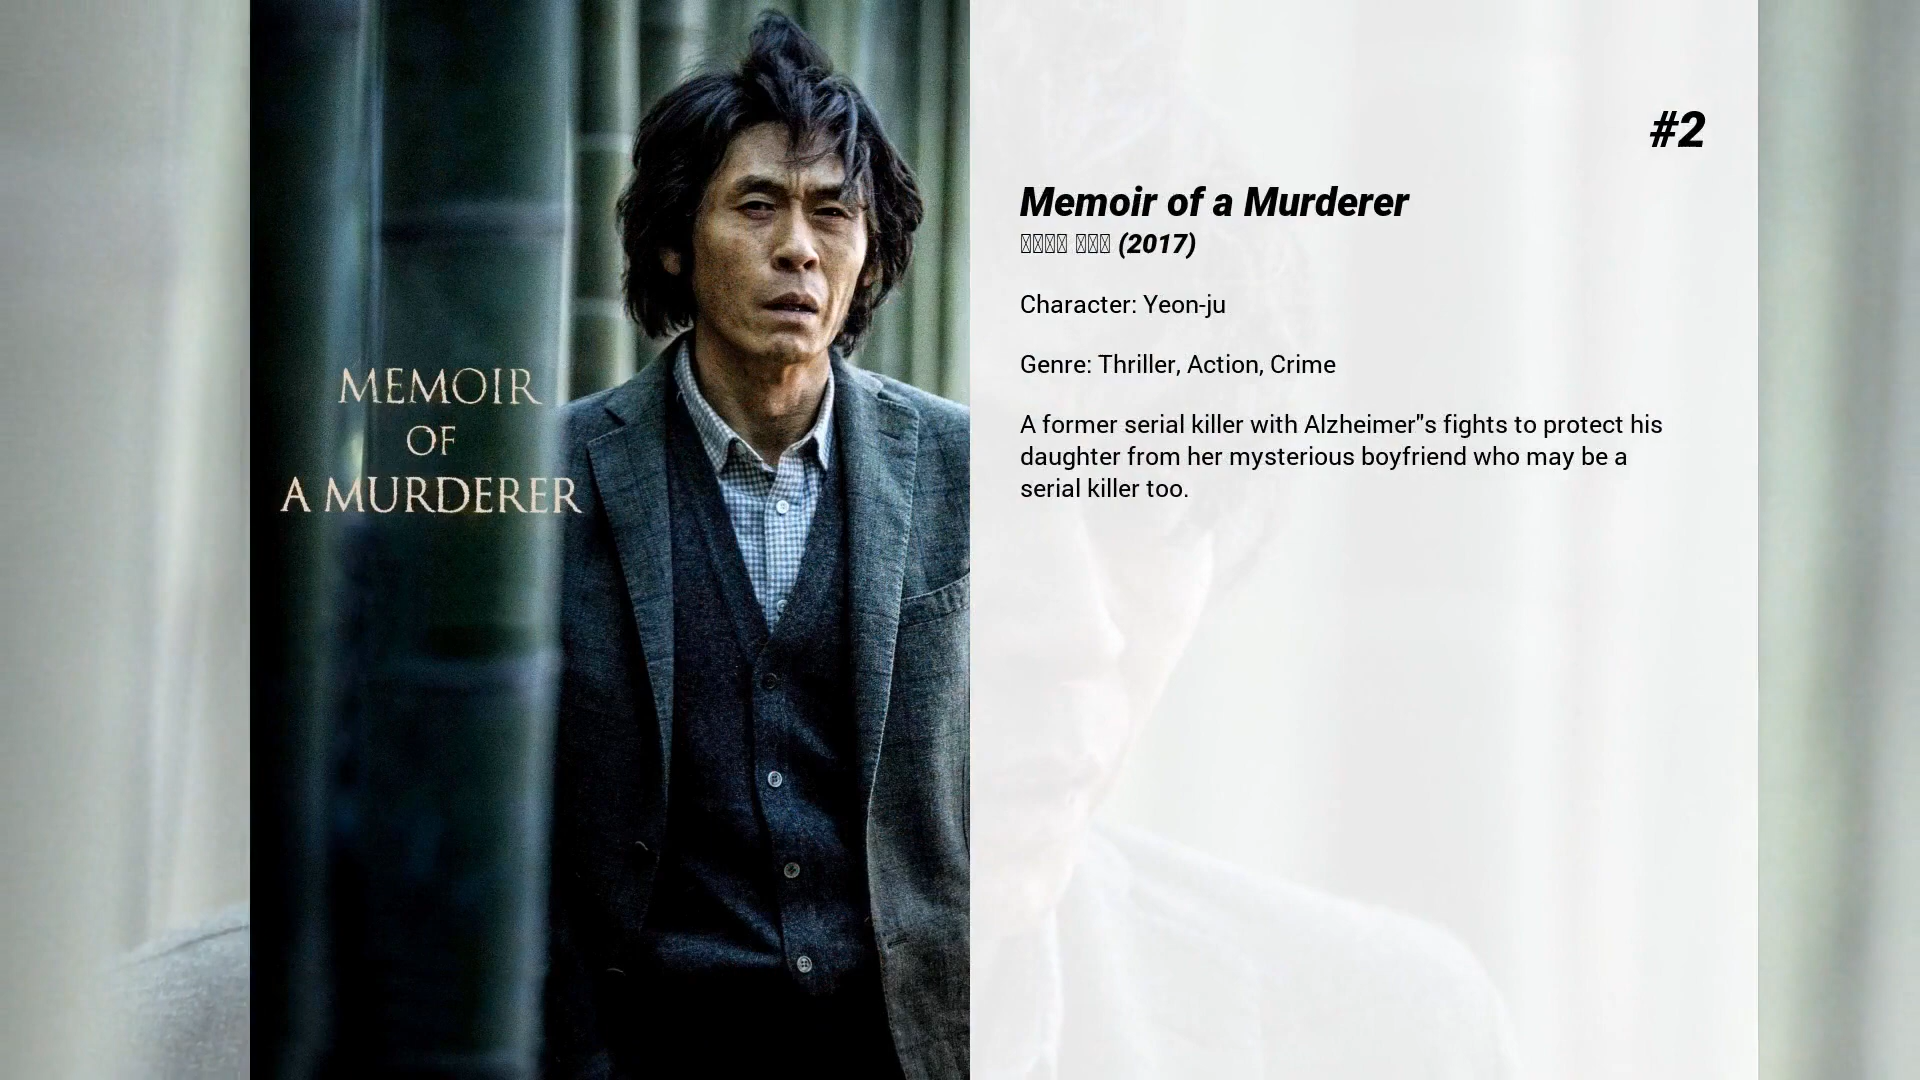 MEMOIR
OF
A MURDERER
#2
Memoir of a Murderer
(2017)
Character: Yeon-ju
Genre: Thriller, Action, Crime
A former serial killer with Alzheimer"s fights to protect his
daughter from her mysterious boyfriend who may be a
serial killer too.